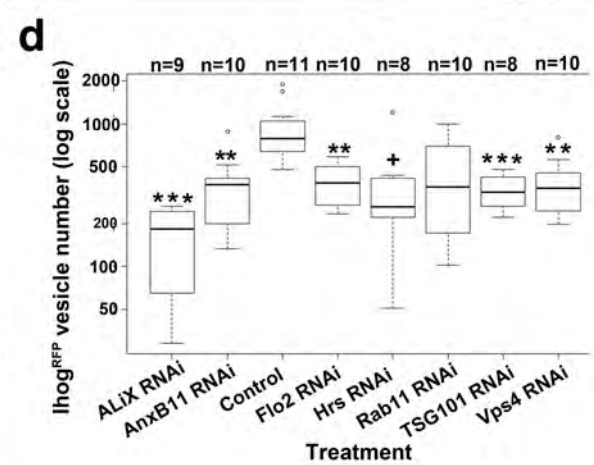 d
n=9 n=10 n=11 n=10 n=8 n=10 n=8 n=10
Ihog^RFP vesicle number (log scale)
2000
1000
500
200
100
50
*** ** ** + *** **
ALiX RNAi
AnxB11 RNAi
Control
Flo2 RNAi
Hrs RNAi
Rab11 RNAi
TSG101 RNAi
Vps4 RNAi
Treatment